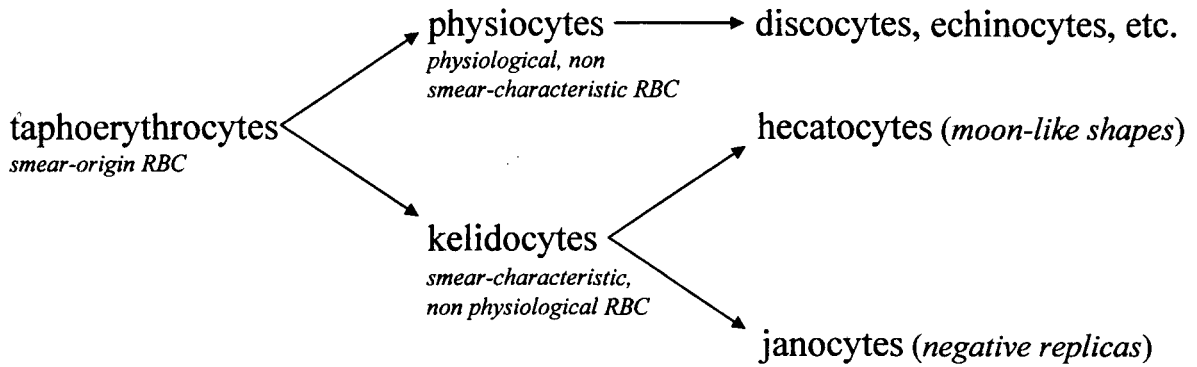 physiocytes
discocytes, echinocytes, etc.
physiological, non
smear-characteristic RBC
taphoerythrocytes
smear-origin RBC
hecatocytes (moon-like shapes)
kelidocytes
smear-characteristic,
non physiological RBC
janocytes (negative replicas)